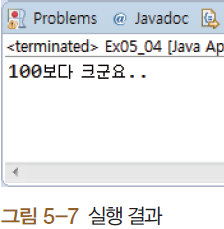 Problems @ Javadoc
<terminated> Ex05_04 [Java Ap
100보다 크군요..
그림 5-7 실행 결과